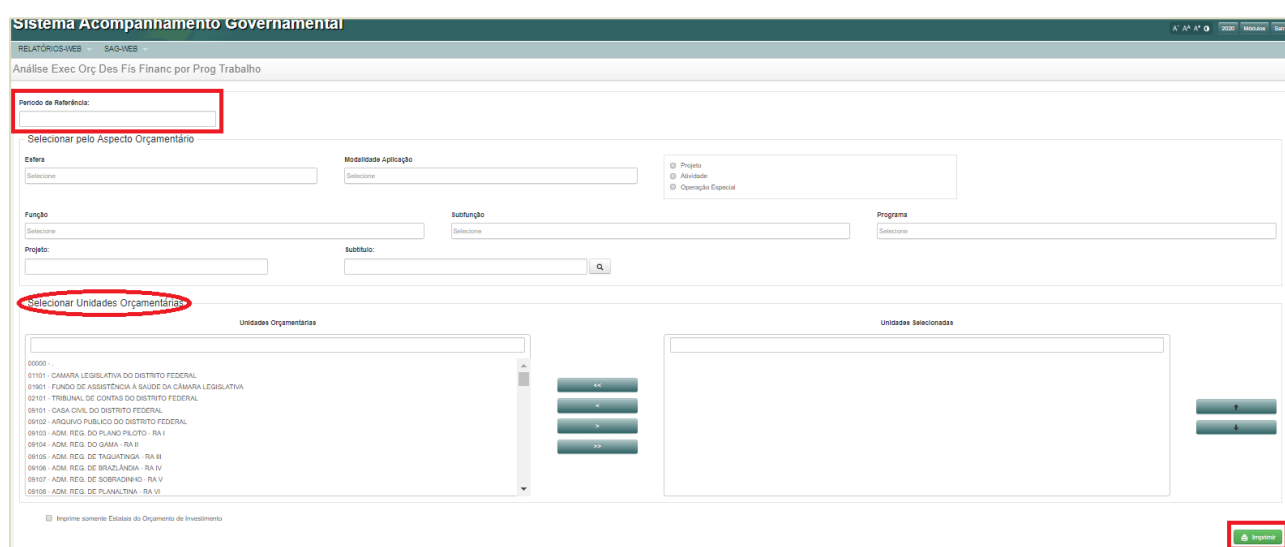 Sistema Acompanhamento Governamental
A- AA A+ 2020 Módulos Sair
RELATÓRIOS-WEB SAG-WEB
Análise Exec Orç Des Fís Financ por Prog Trabalho
Período de Referência:
Selecionar pelo Aspecto Orçamentário
Esfera Modalidade Aplicação
Selecione Selecione
Projeto
Atividade
Operação Especial
Função Subfunção Programa
Selecione Selecione Selecione
Projeto: Subtítulo:
Selecionar Unidades Orçamentárias
Unidades Orçamentárias Unidades Selecionadas
00000 - .
01101 - CAMARA LEGISLATIVA DO DISTRITO FEDERAL
01901 - FUNDO DE ASSISTÊNCIA À SAÚDE DA CÂMARA LEGISLATIVA
02101 - TRIBUNAL DE CONTAS DO DISTRITO FEDERAL
09101 - CASA CIVIL DO DISTRITO FEDERAL
09102 - ARQUIVO PUBLICO DO DISTRITO FEDERAL
09103 - ADM. REG. DO PLANO PILOTO - RA I
09104 - ADM. REG. DO GAMA - RA II
09105 - ADM. REG. DE TAGUATINGA - RA III
09106 - ADM. REG. DE BRAZLÂNDIA - RA IV
09107 - ADM. REG. DE SOBRADINHO - RA V
09108 - ADM. REG. DE PLANALTINA - RA VI
<<
<
>
>>
Imprime somente Estatais do Orçamento de Investimento
Imprimir